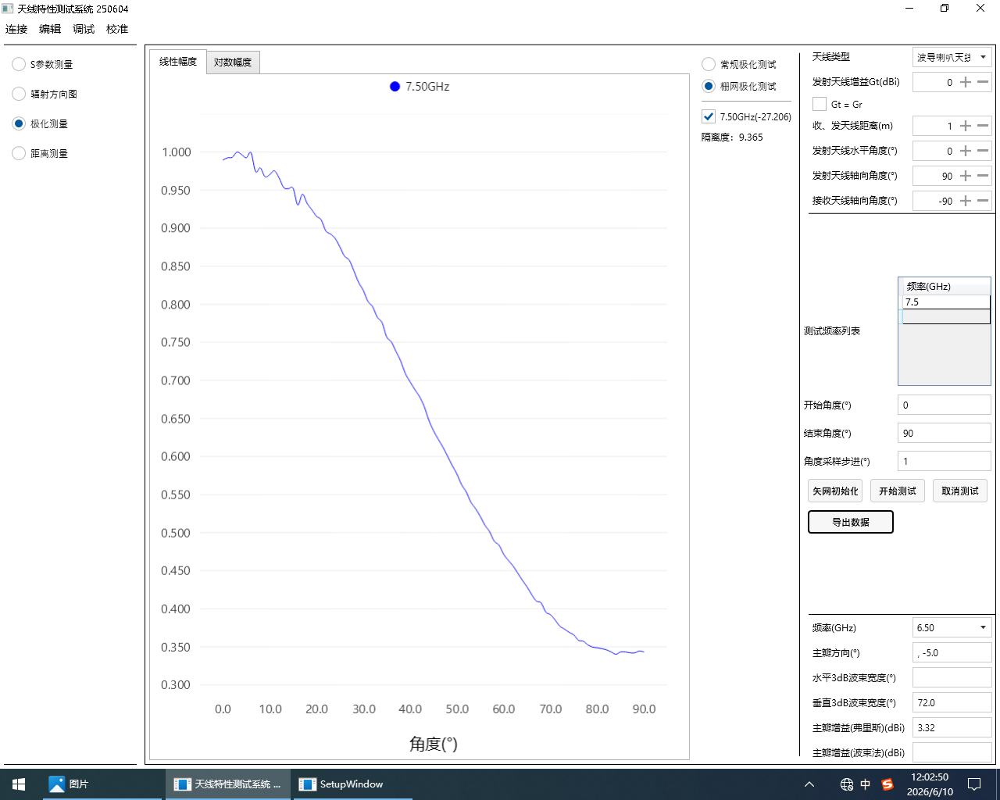 天线特性测试系统 250604
连接 编辑 调试 校准
S参数测量
辐射方向图
极化测量
距离测量
线性幅度 对数幅度
7.50GHz
1.000
0.950
0.900
0.850
0.800
0.750
0.700
0.650
0.600
0.550
0.500
0.450
0.400
0.350
0.300
0.0 10.0 20.0 30.0 40.0 50.0 60.0 70.0 80.0 90.0
角度(°)
常规极化测试
栅网极化测试
7.50GHz(-27.206)
隔离度: 9.365
天线类型 波导喇叭天线
发射天线增益Gt(dBi) 0
Gt = Gr
收、发天线距离(m) 1
发射天线水平角度(°) 0
发射天线轴向角度(°) 90
接收天线轴向角度(°) -90
测试频率列表
频率(GHz)
7.5
开始角度(°) 0
结束角度(°) 90
角度采样步进(°) 1
矢网初始化 开始测试 取消测试
导出数据
频率(GHz) 6.50
主瓣方向(°) , -5.0
水平3dB波束宽度(°)
垂直3dB波束宽度(°) 72.0
主瓣增益(弗里斯)(dBi) 3.32
主瓣增益(波束法)(dBi)
图片
天线特性测试系统 ...
SetupWindow
中
12:02:50
2026/6/10